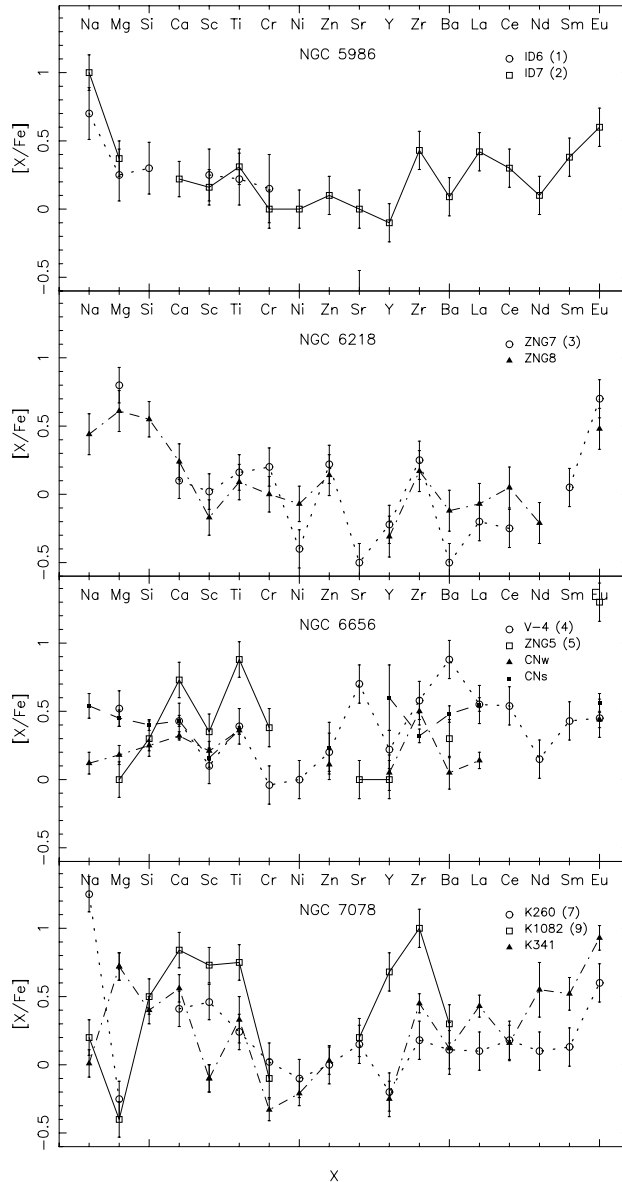 Na Mg Si Ca Sc Ti Cr Ni Zn Sr Y Zr Ba La Ce Nd Sm Eu
NGC 5986
ID6 (1)
ID7 (2)
[X/Fe]
1
0.5
0
−0.5
Na Mg Si Ca Sc Ti Cr Ni Zn Sr Y Zr Ba La Ce Nd Sm Eu
NGC 6218
ZNG7 (3)
ZNG8
[X/Fe]
1
0.5
0
−0.5
Na Mg Si Ca Sc Ti Cr Ni Zn Sr Y Zr Ba La Ce Nd Sm Eu
NGC 6656
V−4 (4)
ZNG5 (5)
CNw
CNs
[X/Fe]
1
0.5
0
−0.5
Na Mg Si Ca Sc Ti Cr Ni Zn Sr Y Zr Ba La Ce Nd Sm Eu
NGC 7078
K260 (7)
K1082 (9)
K341
[X/Fe]
1
0.5
0
−0.5
X